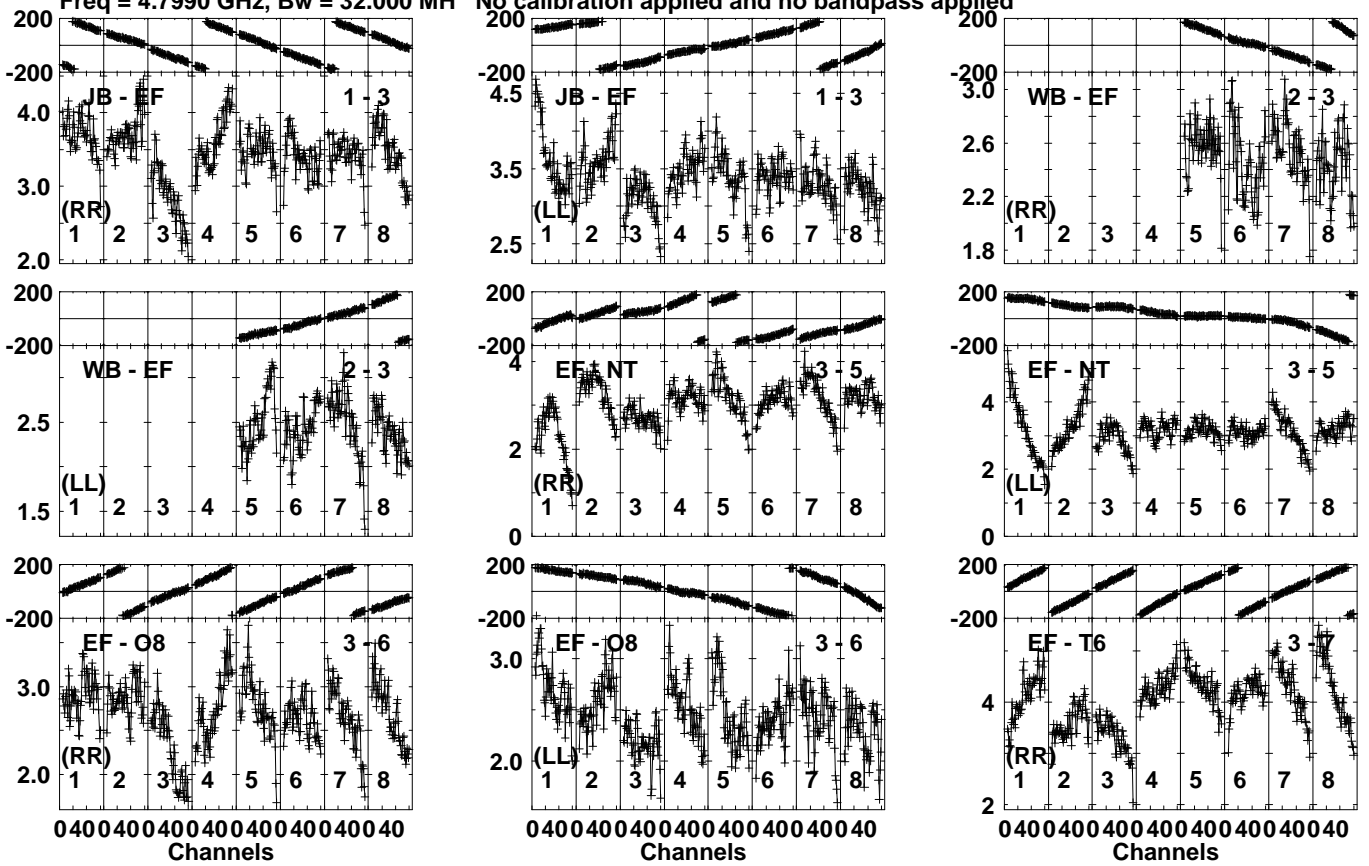 Freq = 4.7990 GHz, Bw = 32.000 MH No calibration applied and no bandpass applied
200
-200
JB - EF 1 - 3
4.0
3.0
2.0
(RR)
1 2 3 4 5 6 7 8
200
-200
JB - EF 1 - 3
4.5
3.5
2.5
(LL)
1 2 3 4 5 6 7 8
200
-200
WB - EF 2 - 3
3.0
2.6
2.2
1.8
(RR)
1 2 3 4 5 6 7 8
200
-200
WB - EF 2 - 3
2.5
1.5
(LL)
1 2 3 4 5 6 7 8
200
-200
EF - NT 3 - 5
4
2
0
(RR)
1 2 3 4 5 6 7 8
200
-200
EF - NT 3 - 5
4
2
0
(LL)
1 2 3 4 5 6 7 8
200
-200
EF - O8 3 - 6
3.0
2.0
(RR)
1 2 3 4 5 6 7 8
0 40 0 40 0 40 0 40 0 40 0 40 0 40 0 40
Channels
200
-200
EF - O8 3 - 6
3.0
2.0
(LL)
1 2 3 4 5 6 7 8
0 40 0 40 0 40 0 40 0 40 0 40 0 40 0 40
Channels
200
-200
EF - T6 3 - 7
4
2
(RR)
1 2 3 4 5 6 7 8
0 40 0 40 0 40 0 40 0 40 0 40 0 40 0 40
Channels